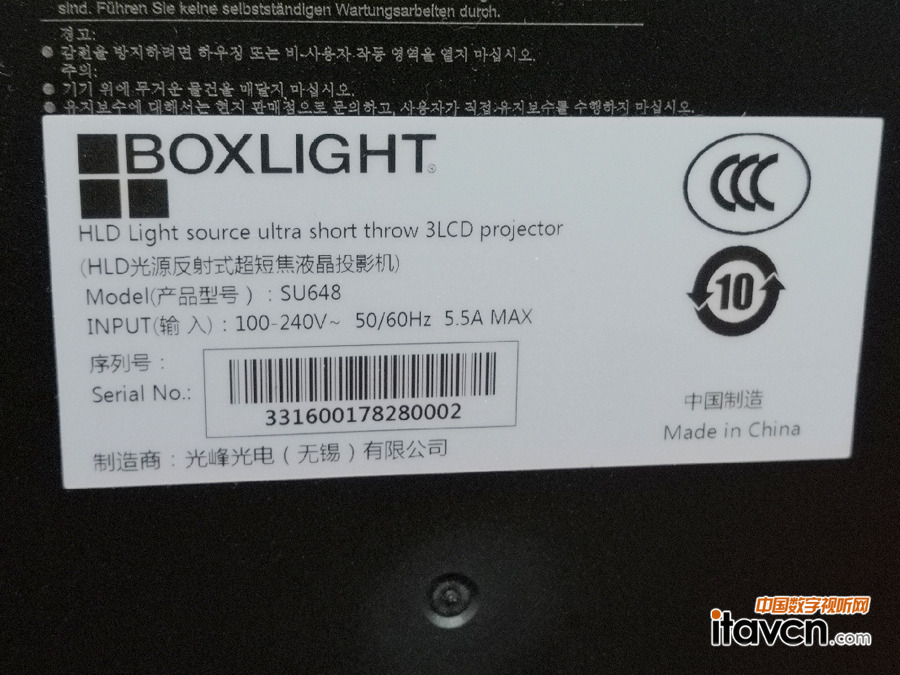 sind. Führen Sie keine selbstständigen Wartungsarbeiten durch.
경고:
● 감전을 방지하려면 하우징 또는 비-사용자 작동 영역을 열지 마십시오.
주의:
● 기기 위에 무거운 물건을 매달지 마십시오.
● 유지보수에 대해서는 현지 판매점으로 문의하고, 사용자가 직접 유지보수를 수행하지 마십시오.
BOXLIGHT®
HLD Light source ultra short throw 3LCD projector
(HLD光源反射式超短焦液晶投影机)
Model(产品型号)：SU648
INPUT(输 入)：100-240V~ 50/60Hz 5.5A MAX
序列号：
Serial No.:
331600178280002
制造商：光峰光电（无锡）有限公司
CCC
10
中国制造
Made in China
中国数字视听网
itavcn.com